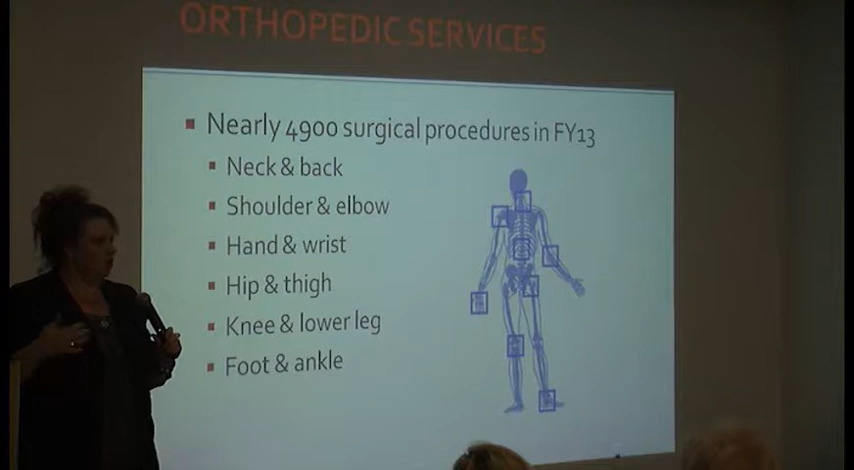 ORTHOPEDIC SERVICES
Nearly 4900 surgical procedures in FY13
Neck & back
Shoulder & elbow
Hand & wrist
Hip & thigh
Knee & lower leg
Foot & ankle